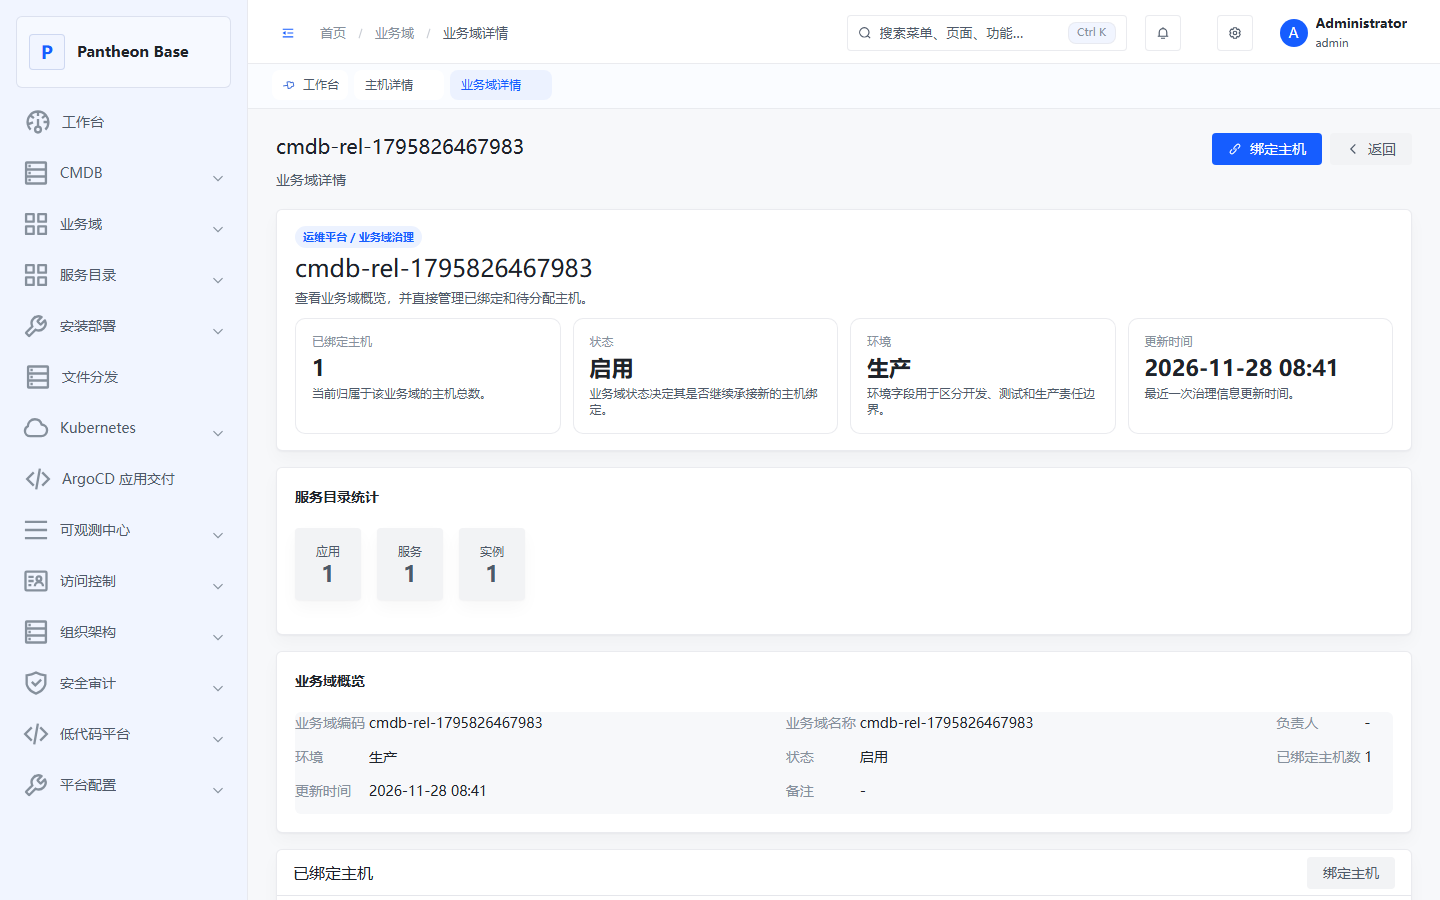 P Pantheon Base
工作台
CMDB
业务域
服务目录
安装部署
文件分发
Kubernetes
ArgoCD 应用交付
可观测中心
访问控制
组织架构
安全审计
低代码平台
平台配置
首页 / 业务域 / 业务域详情
搜索菜单、页面、功能... Ctrl K
A Administrator
admin
工作台 主机详情 业务域详情
cmdb-rel-1795826467983
业务域详情
绑定主机 返回
运维平台 / 业务域治理
cmdb-rel-1795826467983
查看业务域概览，并直接管理已绑定和待分配主机。
已绑定主机
1
当前归属于该业务域的主机总数。
状态
启用
业务域状态决定其是否继续承接新的主机绑
定。
环境
生产
环境字段用于区分开发、测试和生产责任边
界。
更新时间
2026-11-28 08:41
最近一次治理信息更新时间。
服务目录统计
应用
1
服务
1
实例
1
业务域概览
业务域编码 cmdb-rel-1795826467983 业务域名称 cmdb-rel-1795826467983 负责人 -
环境 生产 状态 启用 已绑定主机数 1
更新时间 2026-11-28 08:41 备注 -
已绑定主机 绑定主机